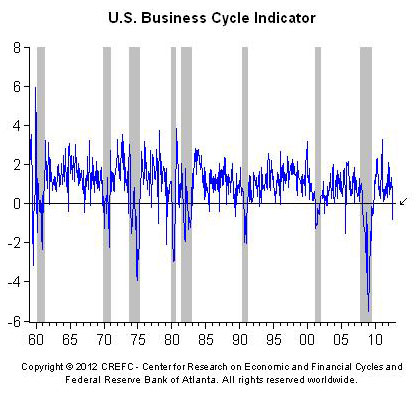 U.S. Business Cycle Indicator
8
6
4
2
0
-2
-4
-6
60 65 70 75 80 85 90 95 00 05 10
Copyright © 2012 CREFC - Center for Research on Economic and Financial Cycles and
Federal Reserve Bank of Atlanta. All rights reserved worldwide.